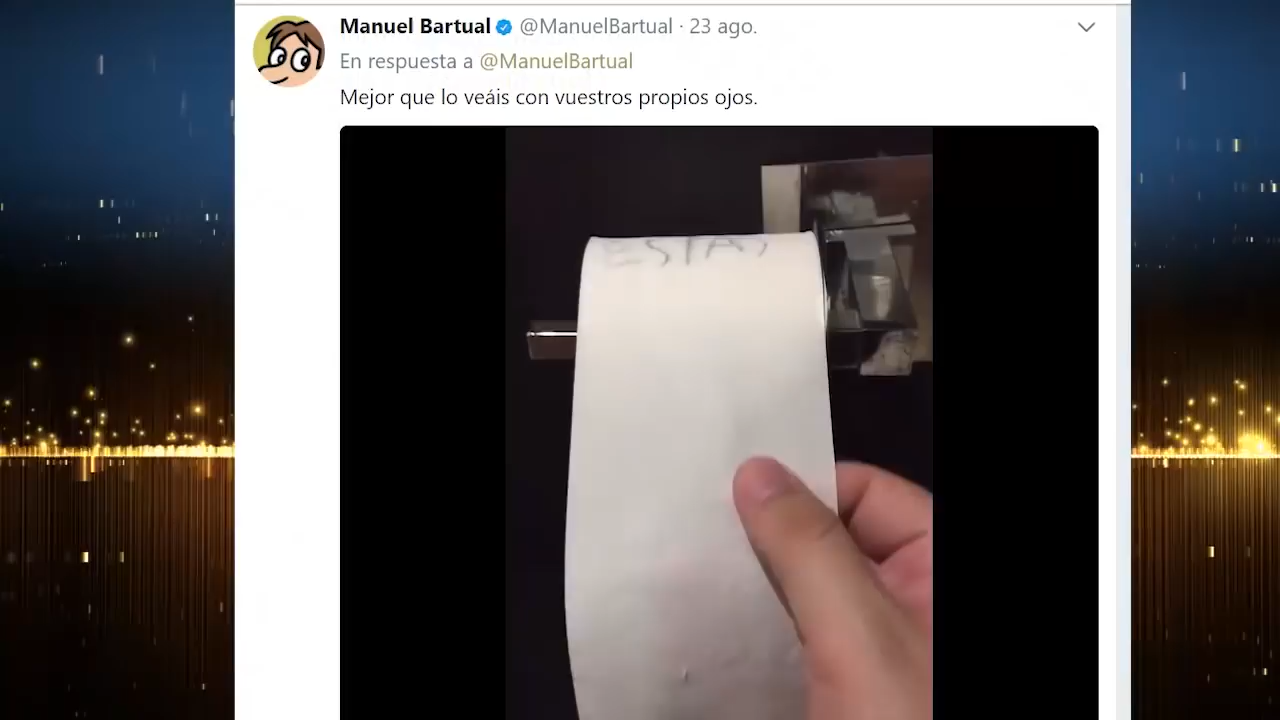 Manuel Bartual @ManuelBartual · 23 ago.
En respuesta a @ManuelBartual
Mejor que lo veáis con vuestros propios ojos.
ESTAS